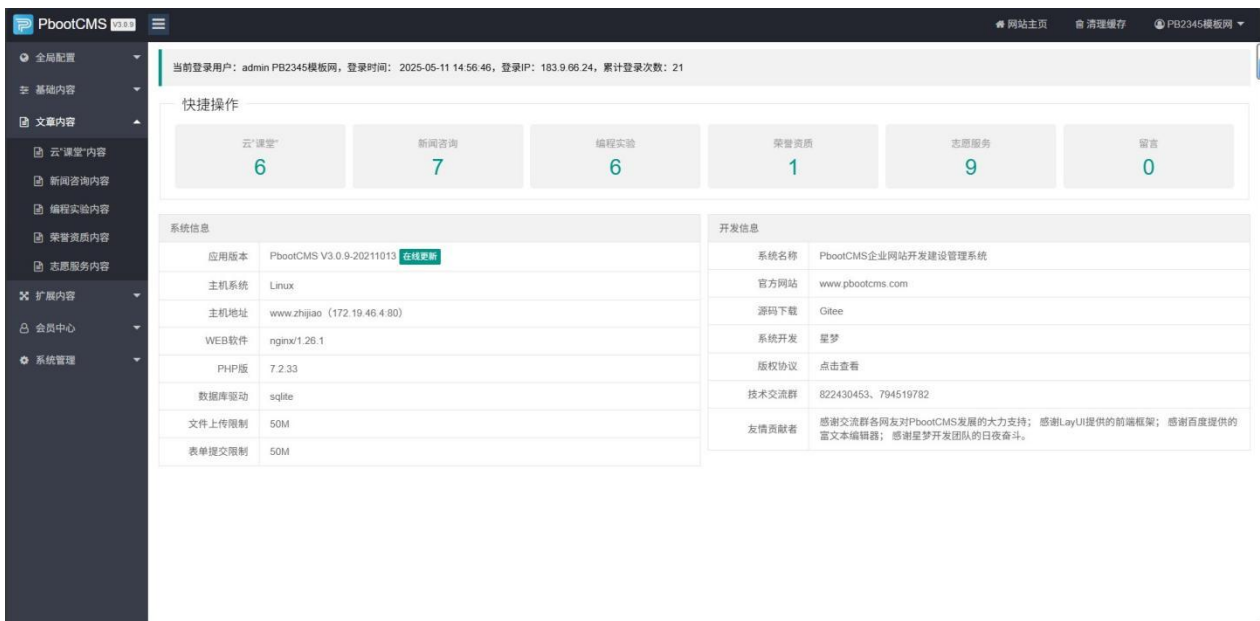 PbootCMS V3.0.9
网站主页 清理缓存 PB2345模板网
全局配置
基础内容
文章内容
云"课堂"内容
新闻咨询内容
编程实验内容
荣誉资质内容
志愿服务内容
扩展内容
会员中心
系统管理
当前登录用户：admin PB2345模板网，登录时间： 2025-05-11 14:56:46，登录IP：183.9.66.24，累计登录次数：21
快捷操作
云"课堂" 新闻咨询 编程实验 荣誉资质 志愿服务 留言
6 7 6 1 9 0
系统信息
应用版本 PbootCMS V3.0.9-20211013 在线更新
主机系统 Linux
主机地址 www.zhijiao（172.19.46.4:80）
WEB软件 nginx/1.26.1
PHP版 7.2.33
数据库驱动 sqlite
文件上传限制 50M
表单提交限制 50M
开发信息
系统名称 PbootCMS企业网站开发建设管理系统
官方网站 www.pbootcms.com
源码下载 Gitee
系统开发 星梦
版权协议 点击查看
技术交流群 822430453、794519782
友情贡献者 感谢交流群各网友对PbootCMS发展的大力支持； 感谢LayUI提供的前端框架； 感谢百度提供的
富文本编辑器； 感谢星梦开发团队的日夜奋斗。